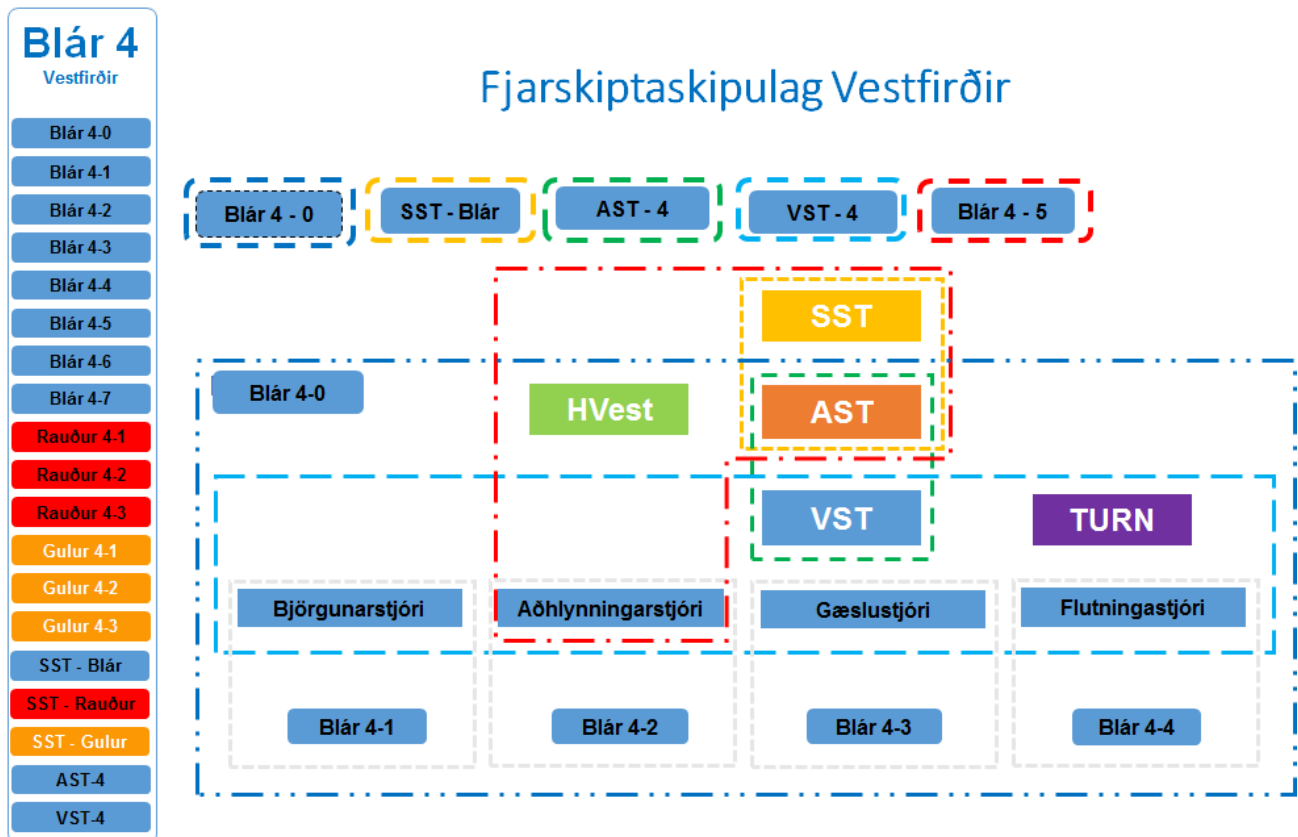 Blár 4
Vestfirðir
Blár 4-0
Blár 4-1
Blár 4-2
Blár 4-3
Blár 4-4
Blár 4-5
Blár 4-6
Blár 4-7
Rauður 4-1
Rauður 4-2
Rauður 4-3
Gulur 4-1
Gulur 4-2
Gulur 4-3
SST - Blár
SST - Rauður
SST - Gulur
AST-4
VST-4
Fjarskiptaskipulag Vestfirðir
Blár 4 - 0
SST - Blár
AST - 4
VST - 4
Blár 4 - 5
SST
Blár 4-0
HVest
AST
VST
TURN
Björgunarstjóri
Aðhlynningarstjóri
Gæslustjóri
Flutningastjóri
Blár 4-1
Blár 4-2
Blár 4-3
Blár 4-4